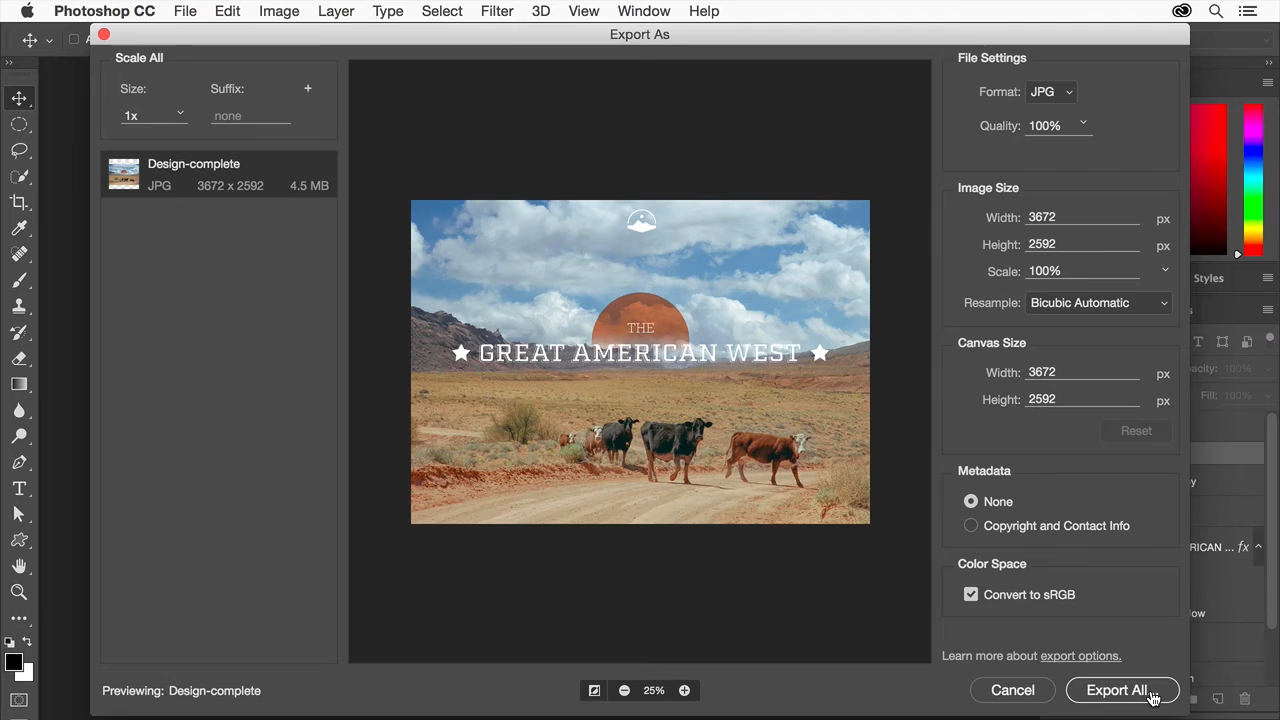 Photoshop CC File Edit Image Layer Type Select Filter 3D View Window Help
Export As
Scale All
Size: Suffix: +
1x none
Design-complete
JPG 3672 x 2592 4.5 MB
THE
★ GREAT AMERICAN WEST ★
File Settings
Format: JPG
Quality: 100%
Image Size
Width: 3672 px
Height: 2592 px
Scale: 100%
Resample: Bicubic Automatic
Canvas Size
Width: 3672 px
Height: 2592 px
Reset
Metadata
None
Copyright and Contact Info
Color Space
Convert to sRGB
Learn more about export options.
Previewing: Design-complete
25%
Cancel Export All...
Styles
Fill: 100%
RICAN ... fx